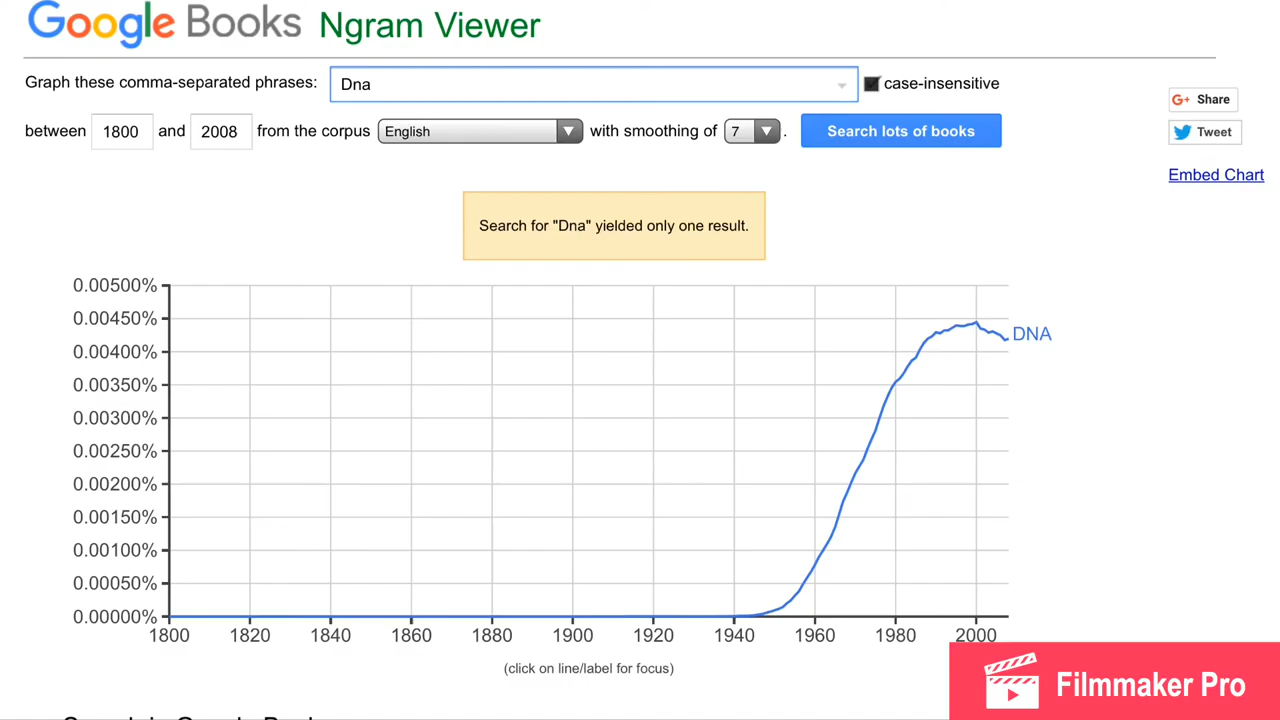 Google Books Ngram Viewer
Graph these comma-separated phrases: Dna case-insensitive
between 1800 and 2008 from the corpus English with smoothing of 7 . Search lots of books
G+ Share
Tweet
Embed Chart
Search for "Dna" yielded only one result.
0.00500%
0.00450%
DNA
0.00400%
0.00350%
0.00300%
0.00250%
0.00200%
0.00150%
0.00100%
0.00050%
0.00000%
1800 1820 1840 1860 1880 1900 1920 1940 1960 1980 2000
(click on line/label for focus)
Filmmaker Pro